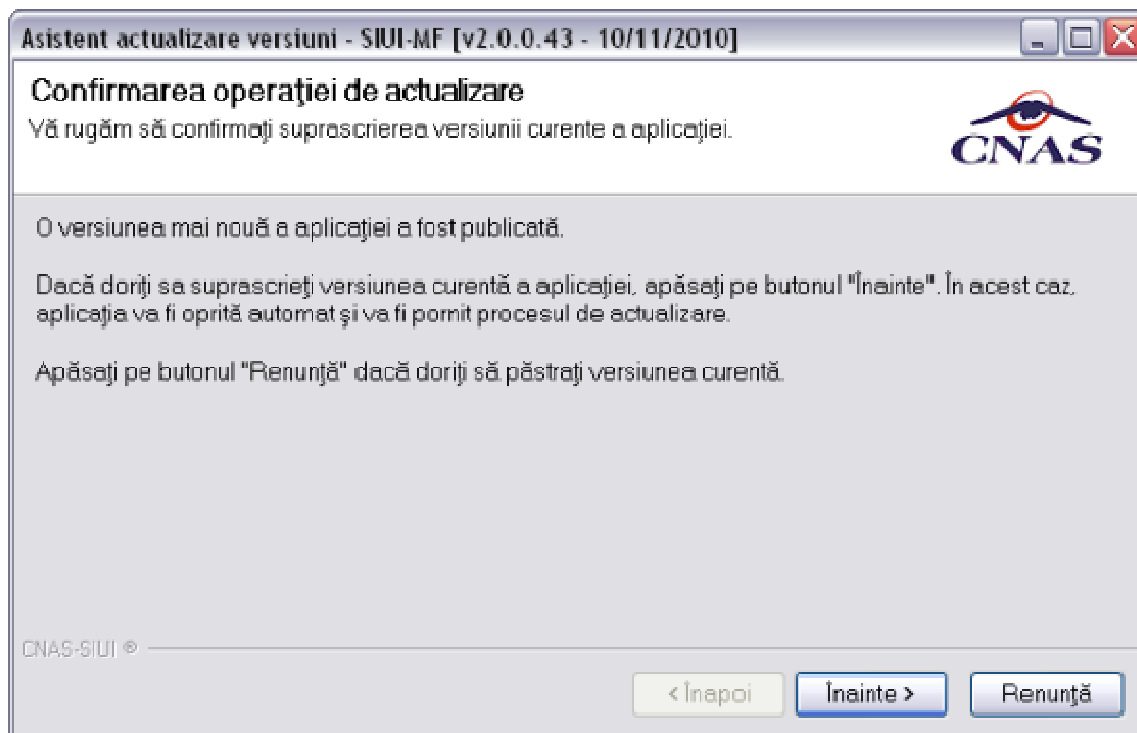 Asistent actualizare versiuni - SIUI-MF [v2.0.0.43 - 10/11/2010]
Confirmarea operaţiei de actualizare
Vă rugăm să confirmaţi suprascrierea versiunii curente a aplicaţiei.
CNAS
O versiunea mai nouă a aplicaţiei a fost publicată.
Dacă doriţi sa suprascrieţi versiunea curentă a aplicaţiei, apăsaţi pe butonul "Înainte". În acest caz,
aplicaţia va fi oprită automat şi va fi pornit procesul de actualizare.
Apăsaţi pe butonul "Renunţă" dacă doriţi să păstraţi versiunea curentă.
CNAS-SIUI ®
< Înapoi
Înainte >
Renunţă